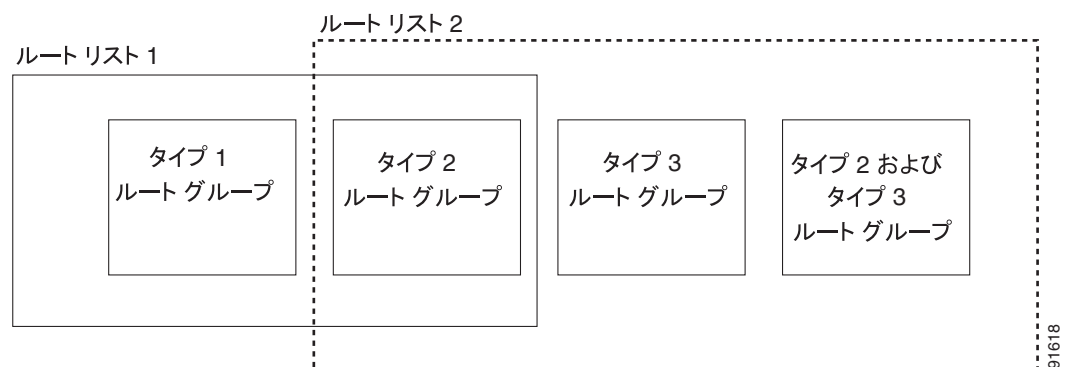 ルート リスト 2
ルート リスト 1
タイプ 1
ルート グループ
タイプ 2
ルート グループ
タイプ 3
ルート グループ
タイプ 2 および
タイプ 3
ルート グループ
91618